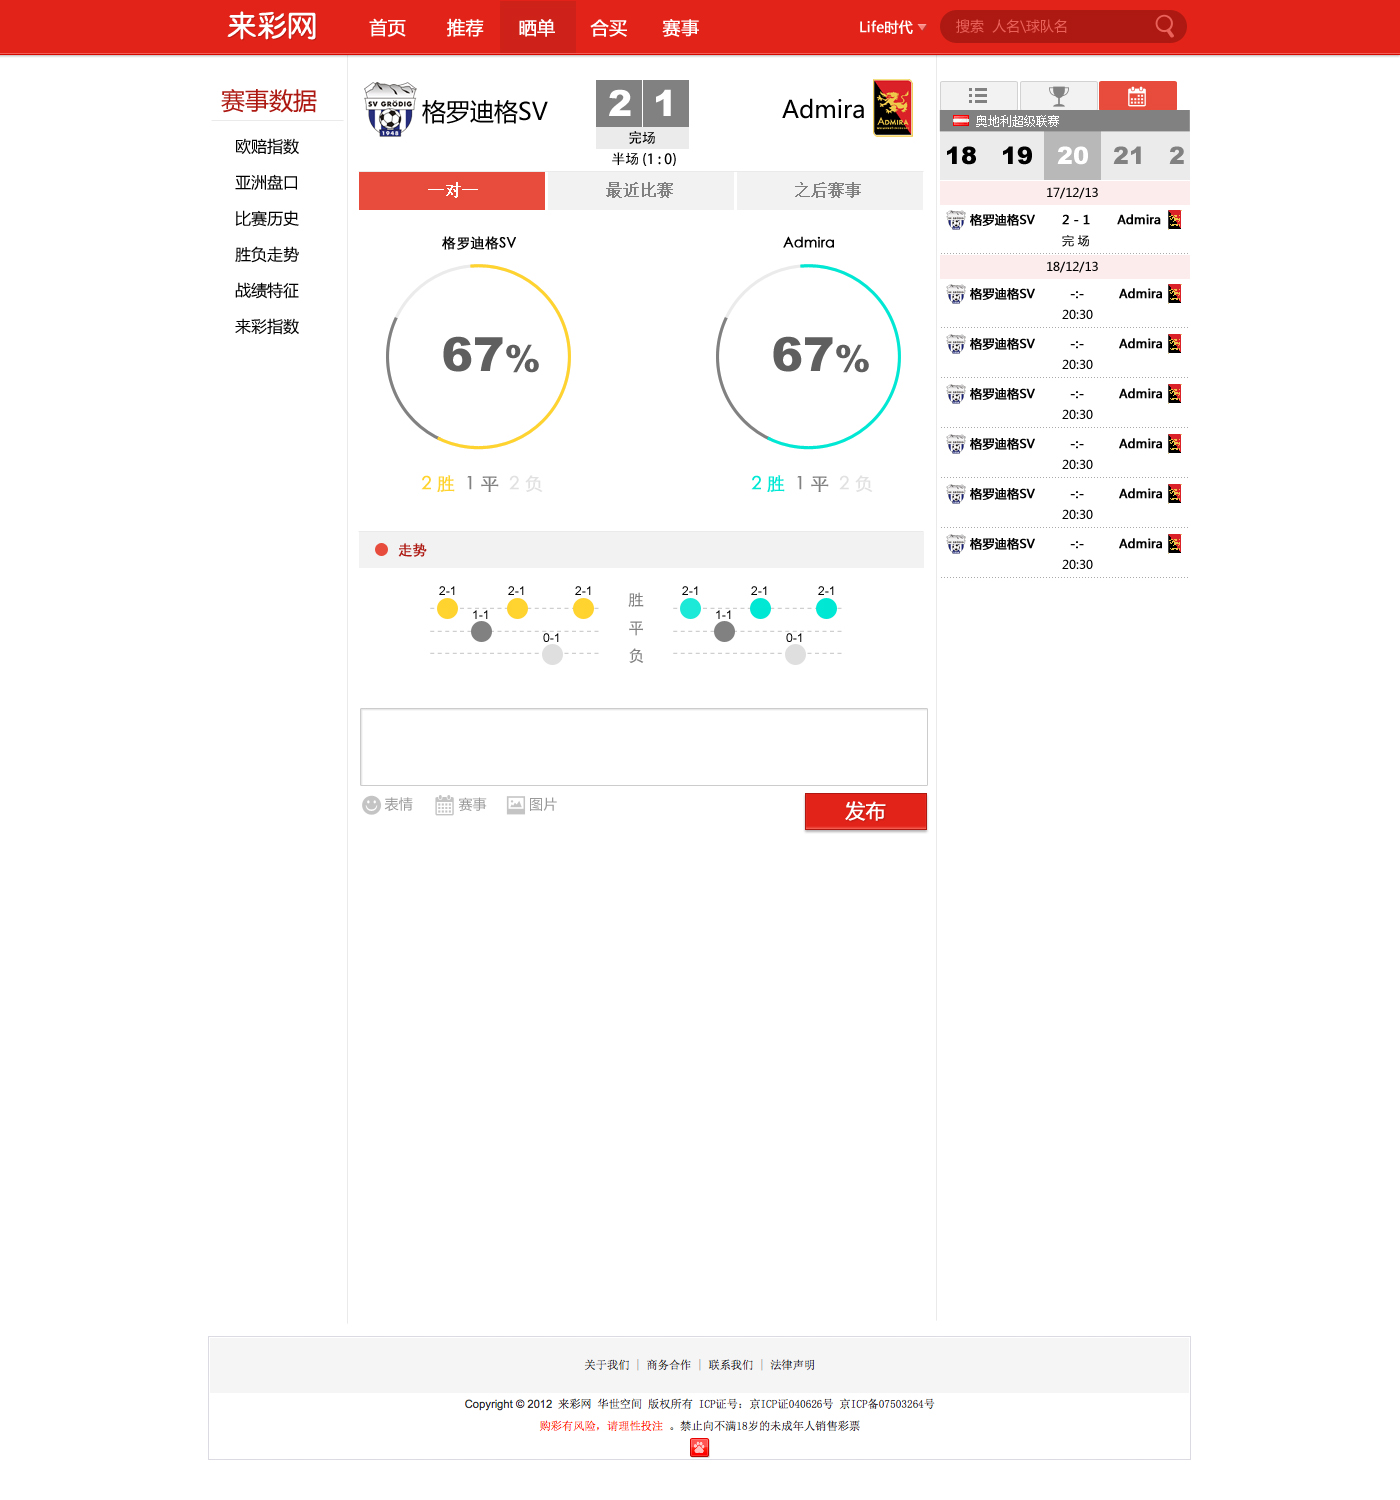 来彩网 首页 推荐 晒单 合买 赛事 Life时代 搜索 人名\球队名
赛事数据
欧赔指数
亚洲盘口
比赛历史
胜负走势
战绩特征
来彩指数
SV GRÖDIG
1948
格罗迪格SV
2 1
完场
半场 (1 : 0)
Admira
ADMIRA
一对一 最近比赛 之后赛事
格罗迪格SV Admira
67% 67%
2 胜 1 平 2 负 2 胜 1 平 2 负
走势
2-1 2-1 2-1 2-1 2-1 2-1
胜
1-1 1-1
平
0-1 0-1
负
表情 赛事 图片 发布
奥地利超级联赛
18 19 20 21 2
17/12/13
格罗迪格SV 2 - 1 Admira
完 场
18/12/13
格罗迪格SV -:- Admira
20:30
格罗迪格SV -:- Admira
20:30
格罗迪格SV -:- Admira
20:30
格罗迪格SV -:- Admira
20:30
格罗迪格SV -:- Admira
20:30
格罗迪格SV -:- Admira
20:30
关于我们 | 商务合作 | 联系我们 | 法律声明
Copyright © 2012 来彩网 华世空间 版权所有 ICP证号：京ICP证040626号 京ICP备07503264号
购彩有风险，请理性投注 。禁止向不满18岁的未成年人销售彩票